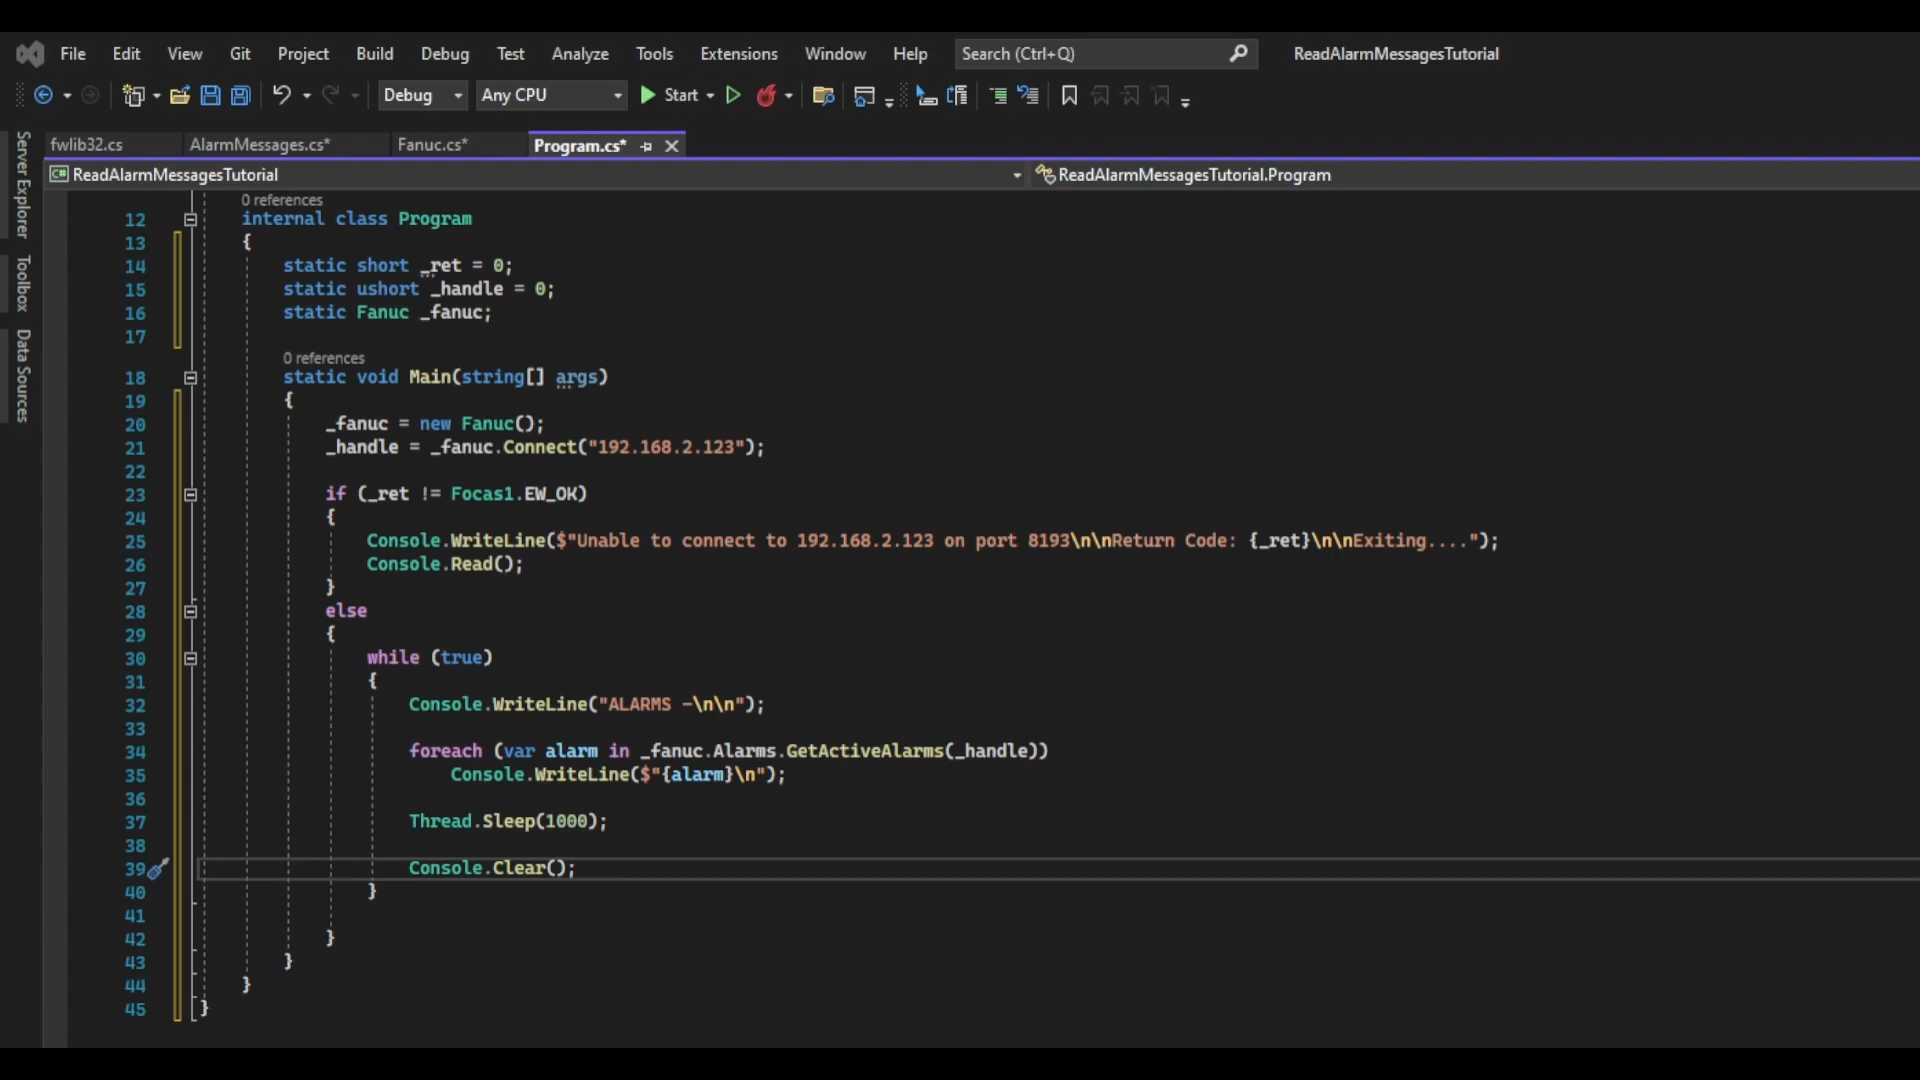 File Edit View Git Project Build Debug Test Analyze Tools Extensions Window Help Search (Ctrl+Q) ReadAlarmMessagesTutorial
Debug Any CPU Start
Server Explorer
Toolbox
Data Sources
fwlib32.cs AlarmMessages.cs* Fanuc.cs* Program.cs*
C# ReadAlarmMessagesTutorial ReadAlarmMessagesTutorial.Program
0 references
12 internal class Program
13 {
14 static short _ret = 0;
15 static ushort _handle = 0;
16 static Fanuc _fanuc;
17
0 references
18 static void Main(string[] args)
19 {
20 _fanuc = new Fanuc();
21 _handle = _fanuc.Connect("192.168.2.123");
22
23 if (_ret != Focas1.EW_OK)
24 {
25 Console.WriteLine($"Unable to connect to 192.168.2.123 on port 8193\n\nReturn Code: {_ret}\n\nExiting....");
26 Console.Read();
27 }
28 else
29 {
30 while (true)
31 {
32 Console.WriteLine("ALARMS -\n\n");
33
34 foreach (var alarm in _fanuc.Alarms.GetActiveAlarms(_handle))
35 Console.WriteLine($"{alarm}\n");
36
37 Thread.Sleep(1000);
38
39 Console.Clear();
40 }
41
42 }
43 }
44 }
45 }